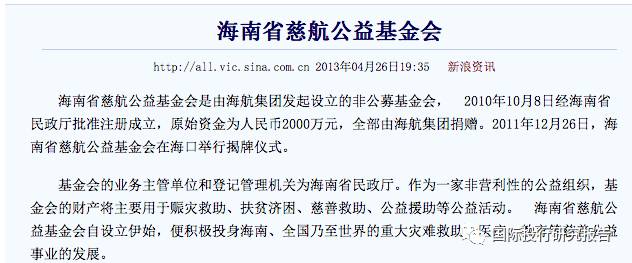 海南省慈航公益基金会
http://all.vic.sina.com.cn 2013年04月26日19:35 新浪资讯
海南省慈航公益基金会是由海航集团发起设立的非公募基金会， 2010年10月8日经海南省
民政厅批准注册成立，原始资金为人民币2000万元，全部由海航集团捐赠。2011年12月26日，海
南省慈航公益基金会在海口举行揭牌仪式。
基金会的业务主管单位和登记管理机关为海南省民政厅。作为一家非营利性的公益组织，基
金会的财产将主要用于赈灾救助、扶贫济困、慈善救助、公益援助等公益活动。 海南省慈航公
益基金会自设立伊始，便积极投身海南、全国乃至世界的重大灾难救助、医
事业的发展。
国际投行研究报告